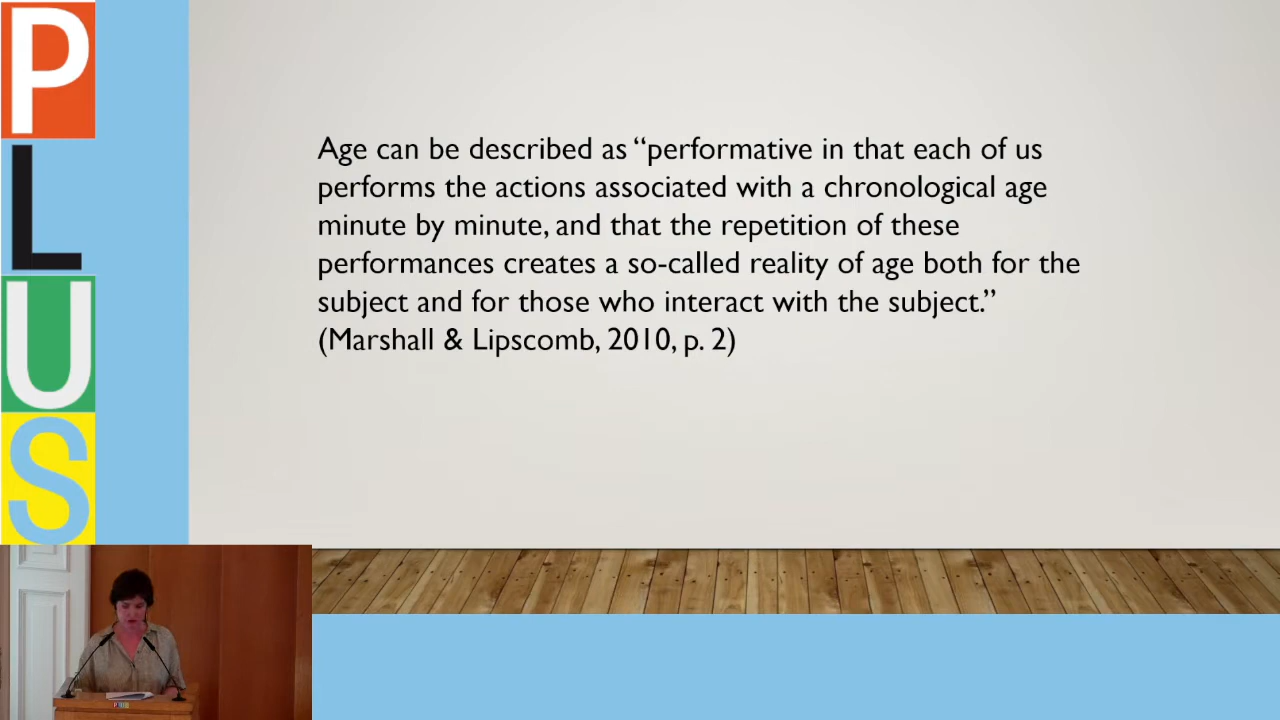 PLUS
Age can be described as “performative in that each of us
performs the actions associated with a chronological age
minute by minute, and that the repetition of these
performances creates a so-called reality of age both for the
subject and for those who interact with the subject.”
(Marshall & Lipscomb, 2010, p. 2)
PLUS